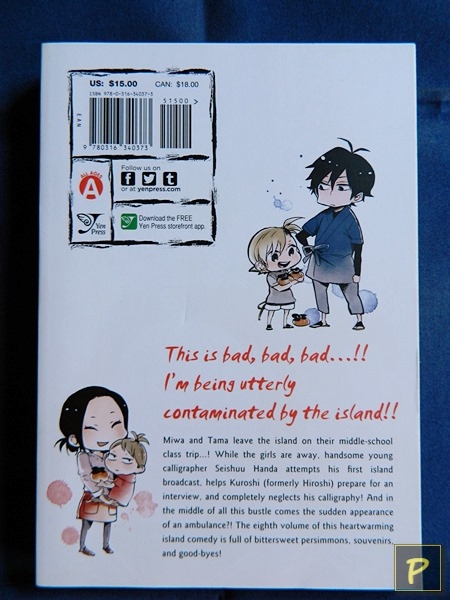 US: $15.00 CAN: $18.00
ISBN 978-0-316-34037-3
51500 >
EAN
9 780316 340373
ALL AGES
A
Follow us on
f t
or at yenpress.com
Yen
Press
Download the FREE
Yen Press storefront app.
This is bad, bad, bad...!!
I'm being utterly
contaminated by the island!!
Miwa and Tama leave the island on their middle-school
class trip...! While the girls are away, handsome young
calligrapher Seishuu Handa attempts his first island
broadcast, helps Kuroshi (formerly Hiroshi) prepare for an
interview, and completely neglects his calligraphy! And in
the middle of all this bustle comes the sudden appearance
of an ambulance?! The eighth volume of this heartwarming
island comedy is full of bittersweet persimmons, souvenirs,
and good-byes!
P